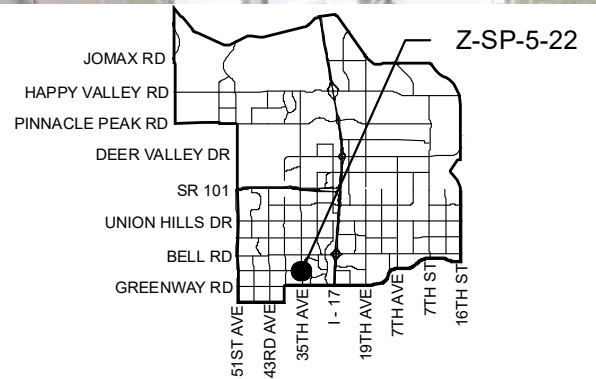 Z-SP-5-22
JOMAX RD
HAPPY VALLEY RD
PINNACLE PEAK RD
DEER VALLEY DR
SR 101
UNION HILLS DR
BELL RD
GREENWAY RD
51ST AVE
43RD AVE
35TH AVE
I - 17
19TH AVE
7TH AVE
7TH ST
16TH ST